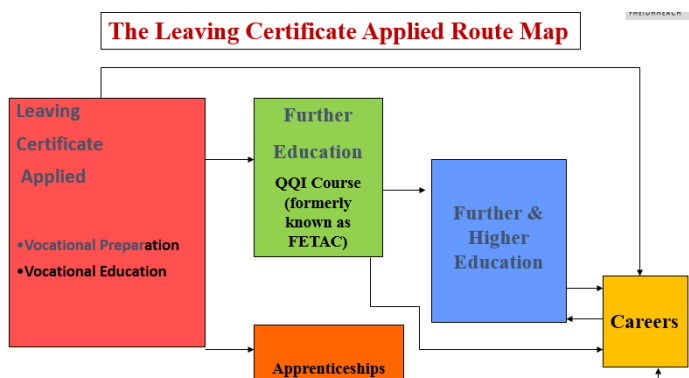 The Leaving Certificate Applied Route Map
Leaving
Certificate
Applied
•Vocational Preparation
•Vocational Education
Further
Education
QQI Course
(formerly
known as
FETAC)
Further &
Higher
Education
Careers
Apprenticeships